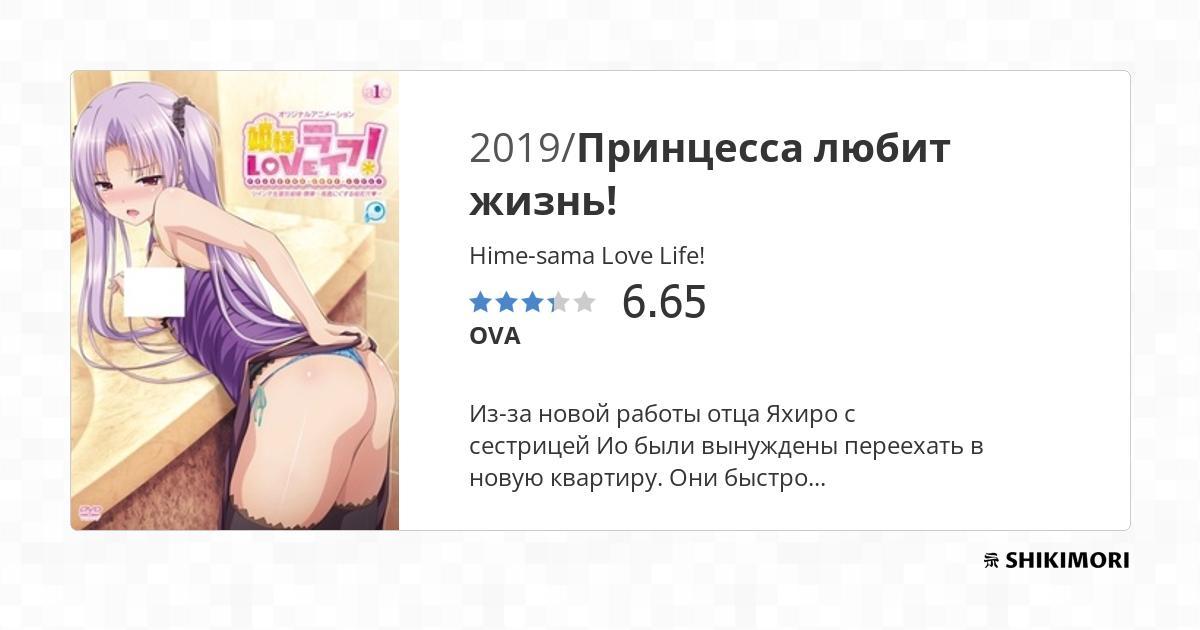 a1c
オリジナルアニメーション
姫様
LOVEライフ!
2019/Принцесса любит
жизнь!
Hime-sama Love Life!
6.65
OVA
Из-за новой работы отца Яхиро с
сестрицей Ио были вынуждены переехать в
новую квартиру. Они быстро...
DVD
SHIKIMORI